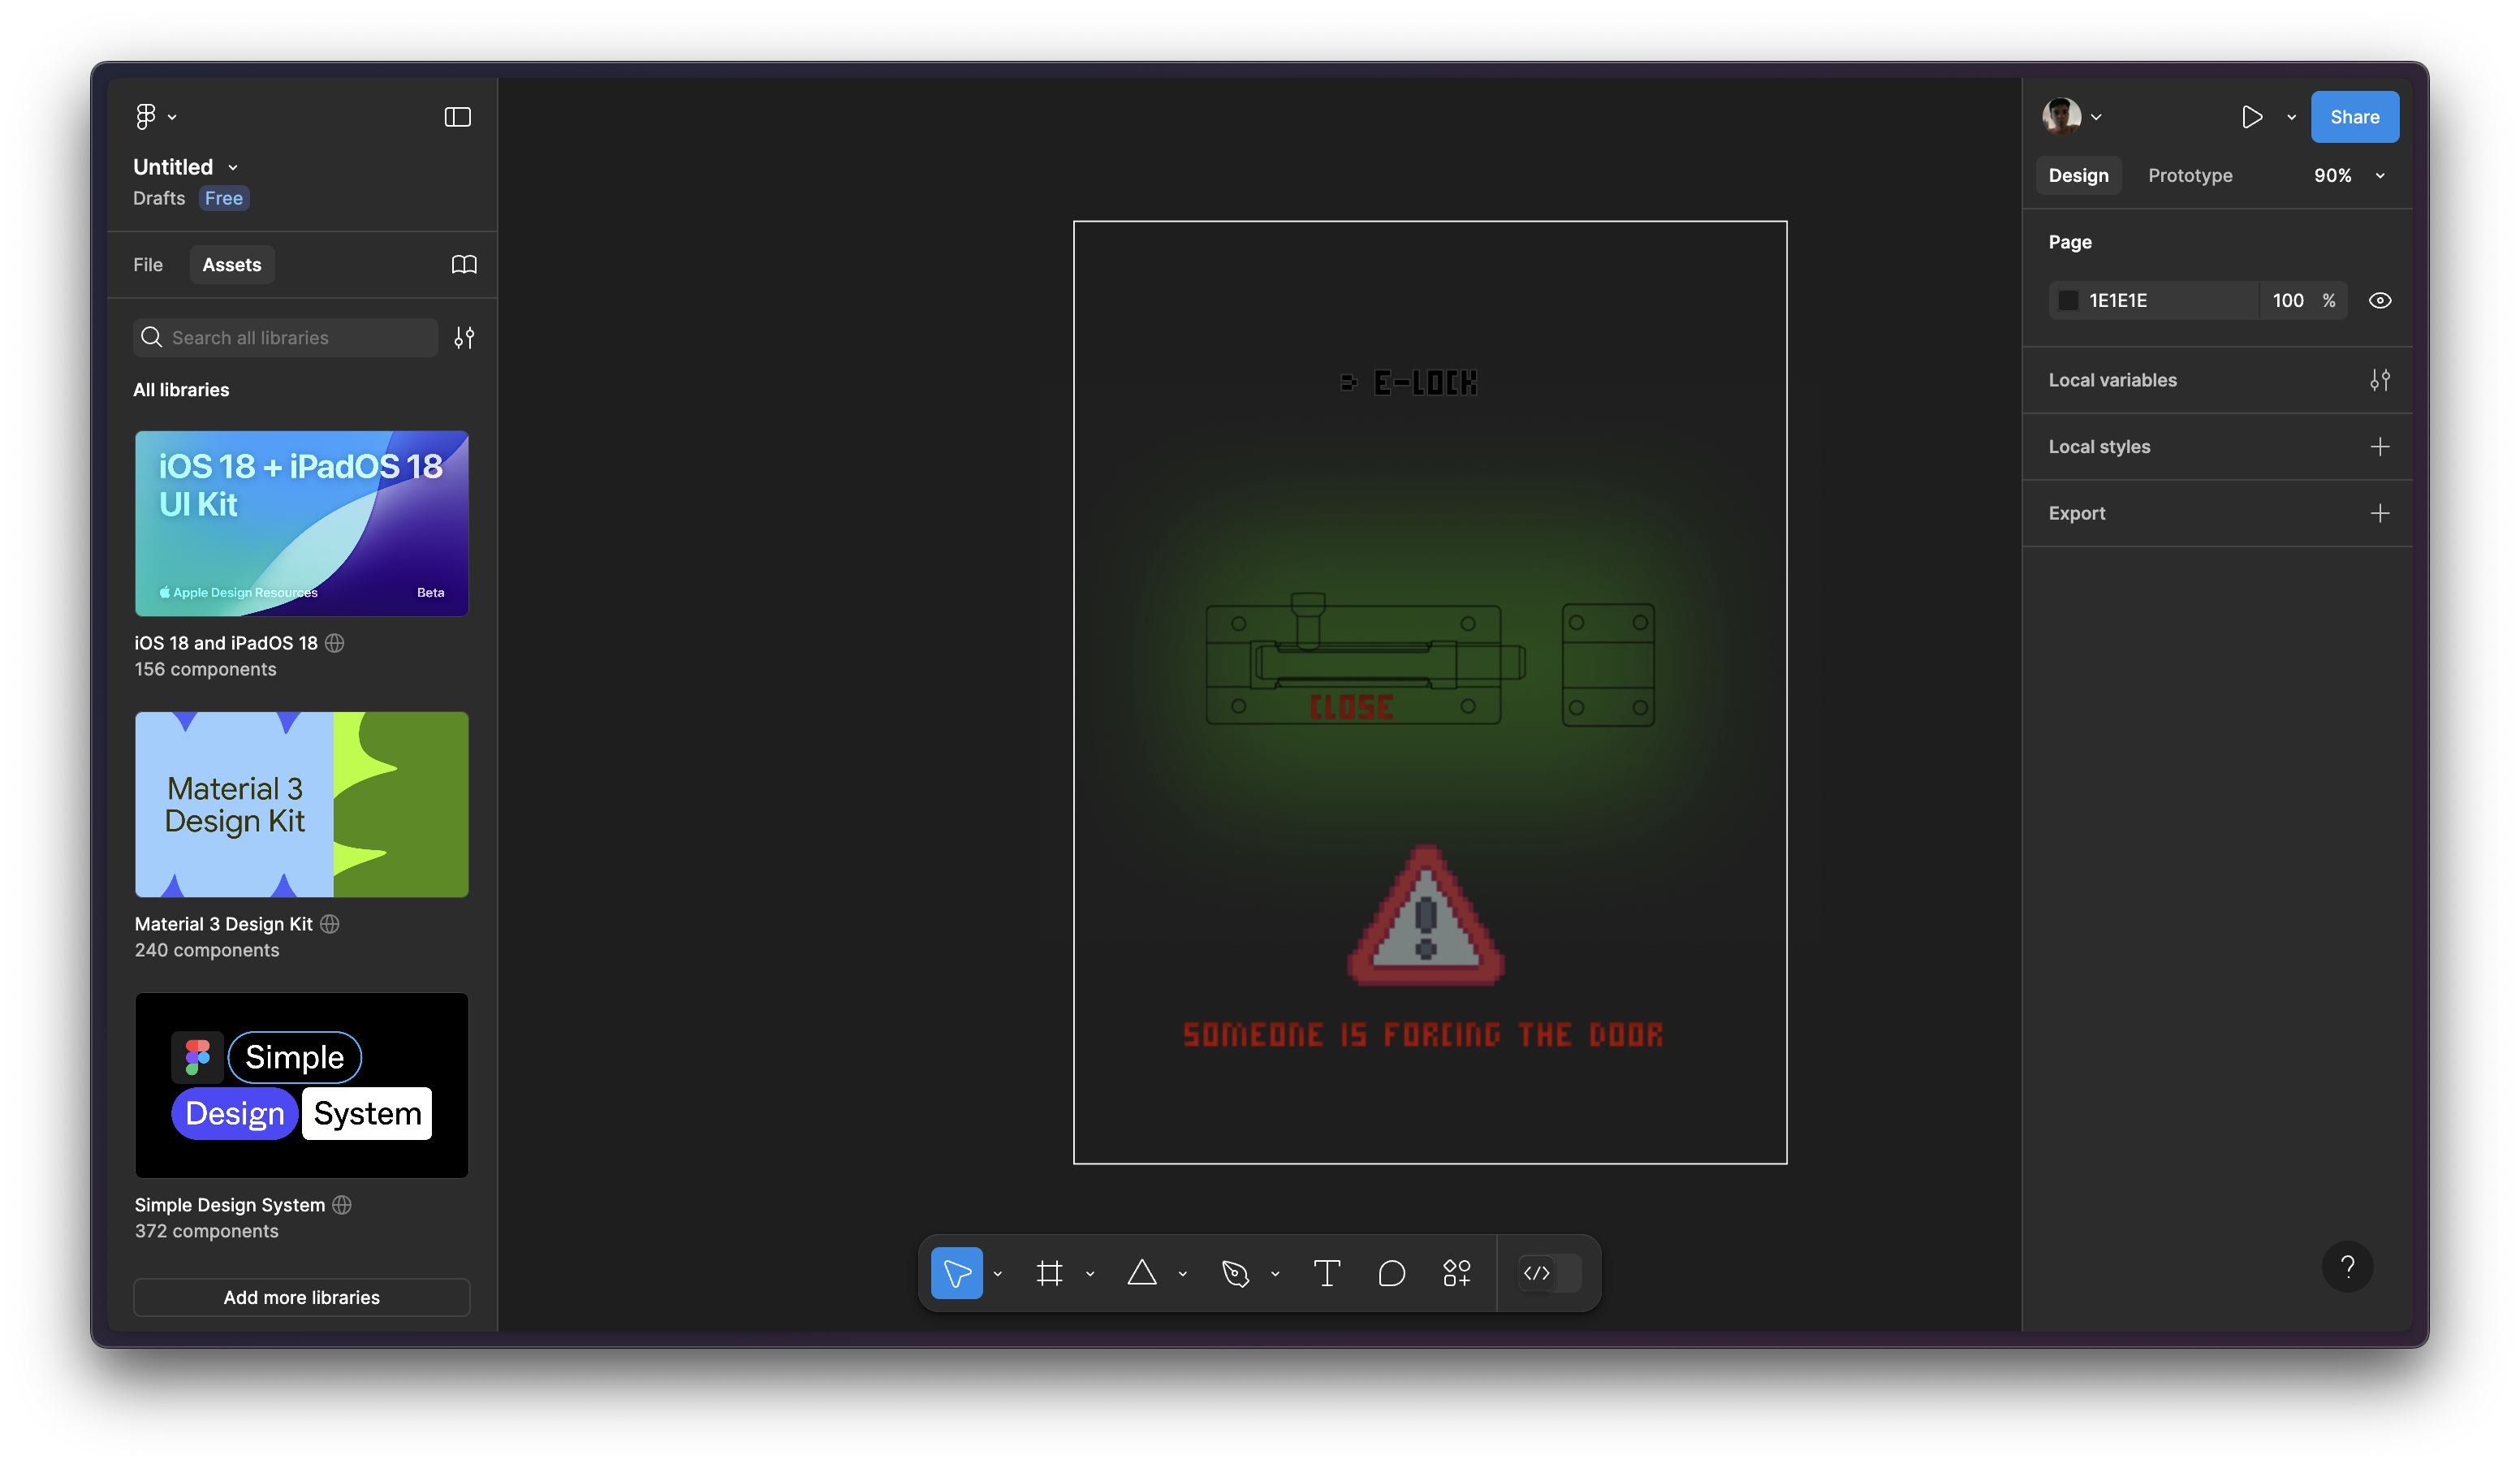 Untitled
Drafts Free
File Assets
Search all libraries
All libraries
iOS 18 + iPadOS 18
UI Kit
Apple Design Resources Beta
iOS 18 and iPadOS 18
156 components
Material 3
Design Kit
Material 3 Design Kit
240 components
Simple
Design System
Simple Design System
372 components
Add more libraries
> E-LOCK
CLOSE
SOMEONE IS FORCING THE DOOR
Share
Design Prototype 90%
Page
1E1E1E 100 %
Local variables
Local styles
Export
?